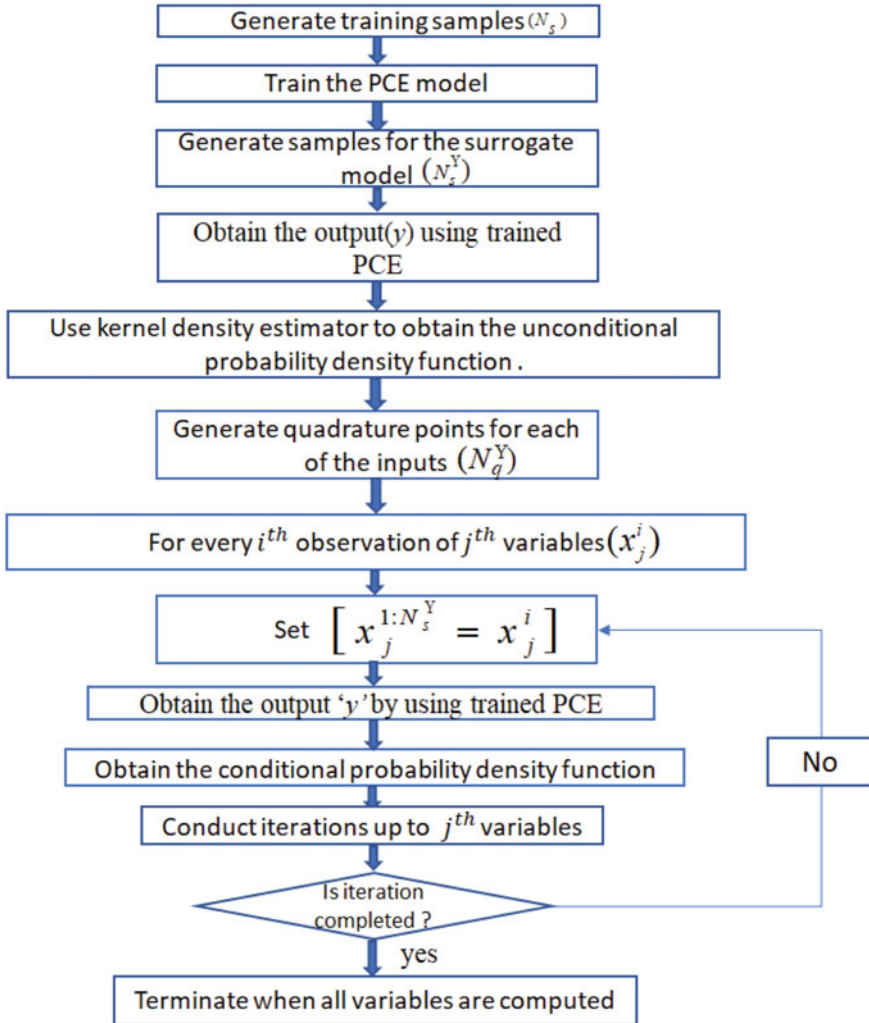 Generate training samples(N_s)
Train the PCE model
Generate samples for the surrogate
model (N_s^Y)
Obtain the output(y) using trained
PCE
Use kernel density estimator to obtain the unconditional
probability density function .
Generate quadrature points for each
of the inputs (N_q^Y)
For every i^th observation of j^th variables(x_j^i)
Set [ x_j^{1:N_s^Y} = x_j^i ]
Obtain the output ‘y’ by using trained PCE
Obtain the conditional probability density function
No
Conduct iterations up to j^th variables
Is iteration
completed ?
yes
Terminate when all variables are computed